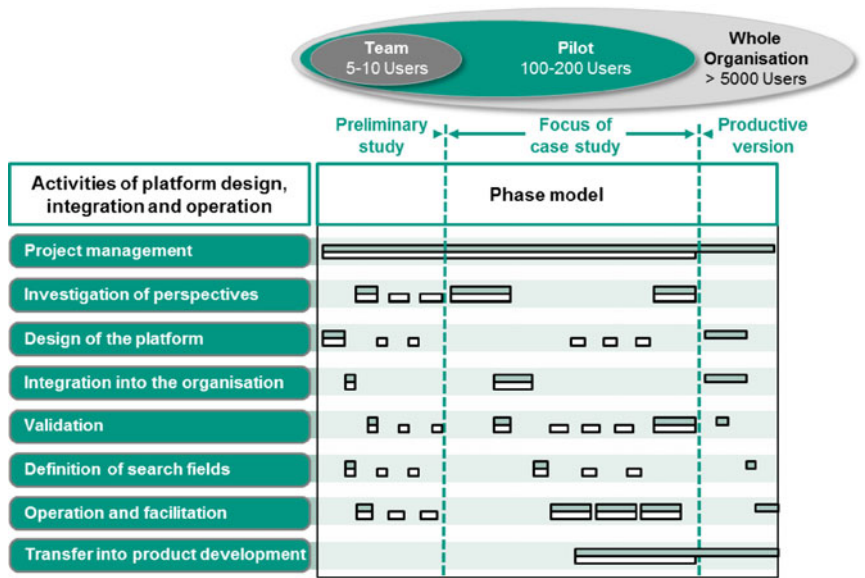 Team
5-10 Users
Pilot
100-200 Users
Whole
Organisation
> 5000 Users
Preliminary
study
Focus of
case study
Productive
version
Activities of platform design,
integration and operation
Phase model
Project management
Investigation of perspectives
Design of the platform
Integration into the organisation
Validation
Definition of search fields
Operation and facilitation
Transfer into product development